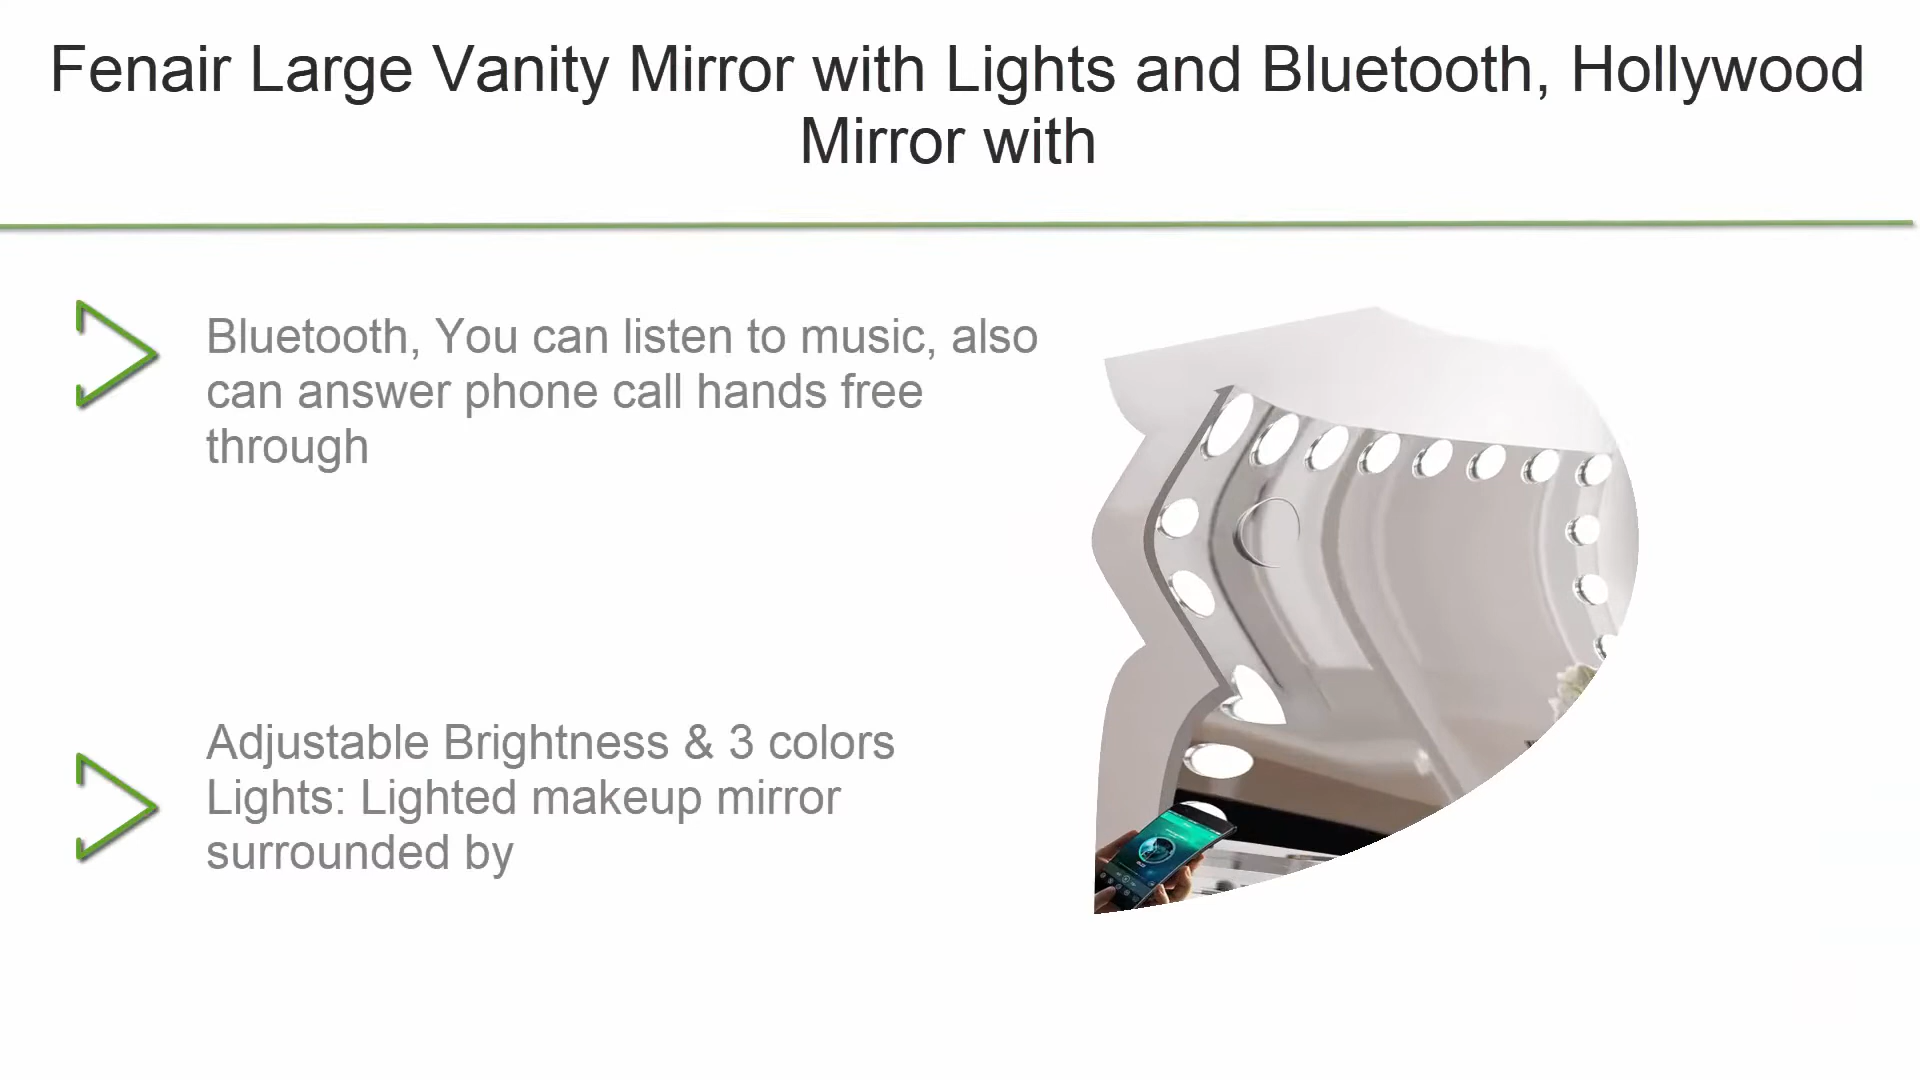 Fenair Large Vanity Mirror with Lights and Bluetooth, Hollywood
Mirror with
Bluetooth, You can listen to music, also
can answer phone call hands free
through
Adjustable Brightness & 3 colors
Lights: Lighted makeup mirror
surrounded by